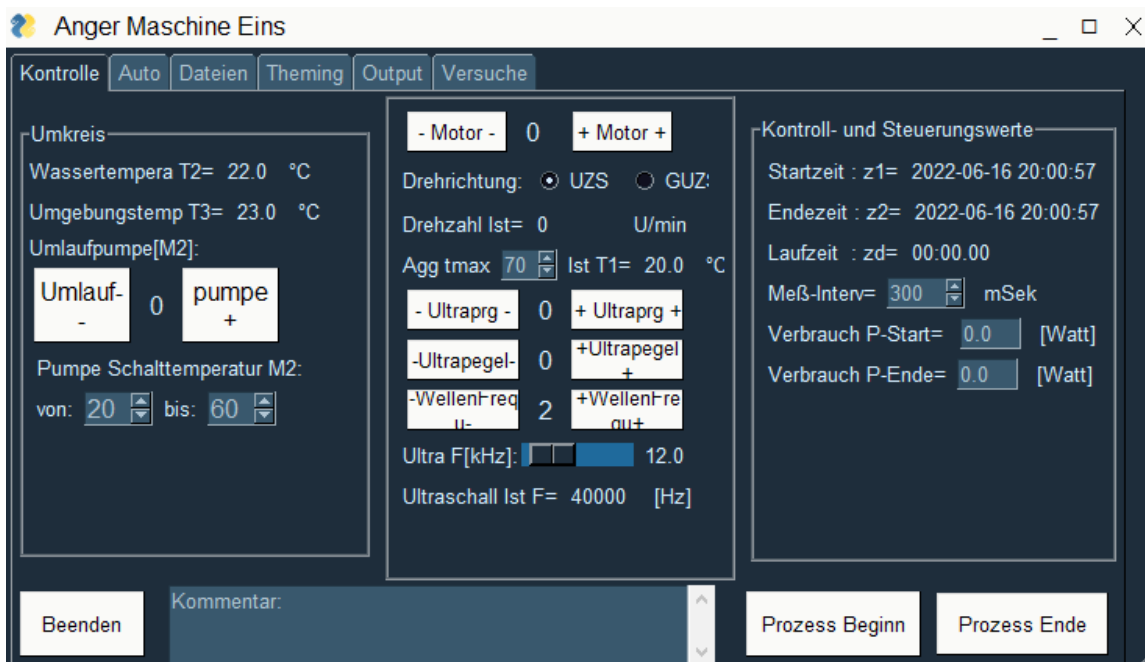 Anger Maschine Eins
Kontrolle Auto Dateien Theming Output Versuche
Umkreis
Wassertempera T2= 22.0 °C
Umgebungstemp T3= 23.0 °C
Umlaufpumpe[M2]:
Umlauf-
-
0
pumpe
+
Pumpe Schalttemperatur M2:
von: 20 bis: 60
- Motor - 0 + Motor +
Drehrichtung: UZS GUZ
Drehzahl Ist= 0 U/min
Agg tmax 70 Ist T1= 20.0 °C
- Ultraprg - 0 + Ultraprg +
-Ultrapegel- 0 +Ultrapegel
+
-WellenFreq
u-
2
+WellenFre
qu+
Ultra F[kHz]: 12.0
Ultraschall Ist F= 40000 [Hz]
Kontroll- und Steuerungswerte
Startzeit : z1= 2022-06-16 20:00:57
Endezeit : z2= 2022-06-16 20:00:57
Laufzeit : zd= 00:00.00
Meß-Interv= 300 mSek
Verbrauch P-Start= 0.0 [Watt]
Verbrauch P-Ende= 0.0 [Watt]
Beenden
Kommentar:
Prozess Beginn
Prozess Ende